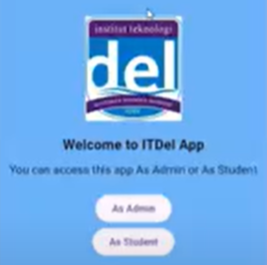 institut teknologi
del
Welcome to ITDel App
You can access this app As Admin or As Student
As Admin
As Student